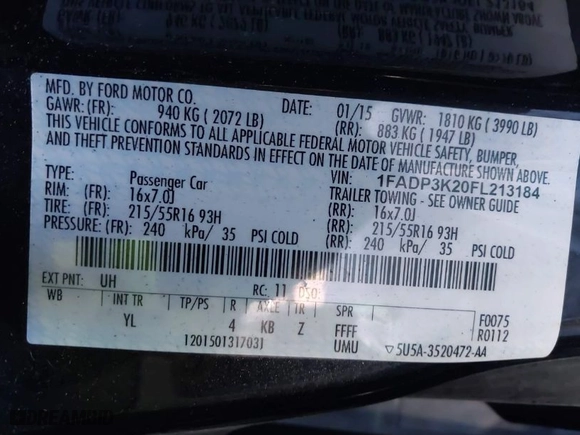 MFD. BY FORD MOTOR CO.
DATE: 01/15 GVWR: 1810 KG ( 3990 LB)
GAWR: (FR): 940 KG ( 2072 LB) (RR): 883 KG ( 1947 LB)
THIS VEHICLE CONFORMS TO ALL APPLICABLE FEDERAL MOTOR VEHICLE SAFETY, BUMPER,
AND THEFT PREVENTION STANDARDS IN EFFECT ON THE DATE OF MANUFACTURE SHOWN ABOVE.
VIN: 1FADP3K20FL213184
TYPE: Passenger Car TRAILER TOWING - SEE OWNER GUIDE
RIM: (FR): 16x7.0J (RR): 16x7.0J
TIRE: (FR): 215/55R16 93H (RR): 215/55R16 93H
PRESSURE: (FR): 240 kPa/ 35 PSI COLD (RR): 240 kPa/ 35 PSI COLD
EXT PNT: UH RC: 11 DSO:
WB INT TR TP/PS R AXLE TR SPR F0075
YL 4 KB Z FFFF R0112
1201501317031 UMU ▽5U5A-3520472-AA